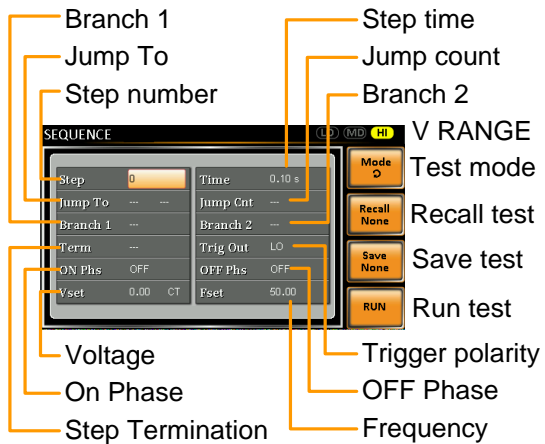 Branch 1
Jump To
Step number
Step time
Jump count
Branch 2
SEQUENCE LO MD HI V RANGE
Step 0 Time 0.10 s
Jump To --- --- Jump Cnt ---
Branch 1 --- Branch 2 ---
Term --- Trig Out LO
ON Phs OFF OFF Phs OFF
Vset 0.00 CT Fset 50.00
Mode Test mode
Recall None Recall test
Save None Save test
RUN Run test
Voltage
On Phase
Step Termination
Trigger polarity
OFF Phase
Frequency